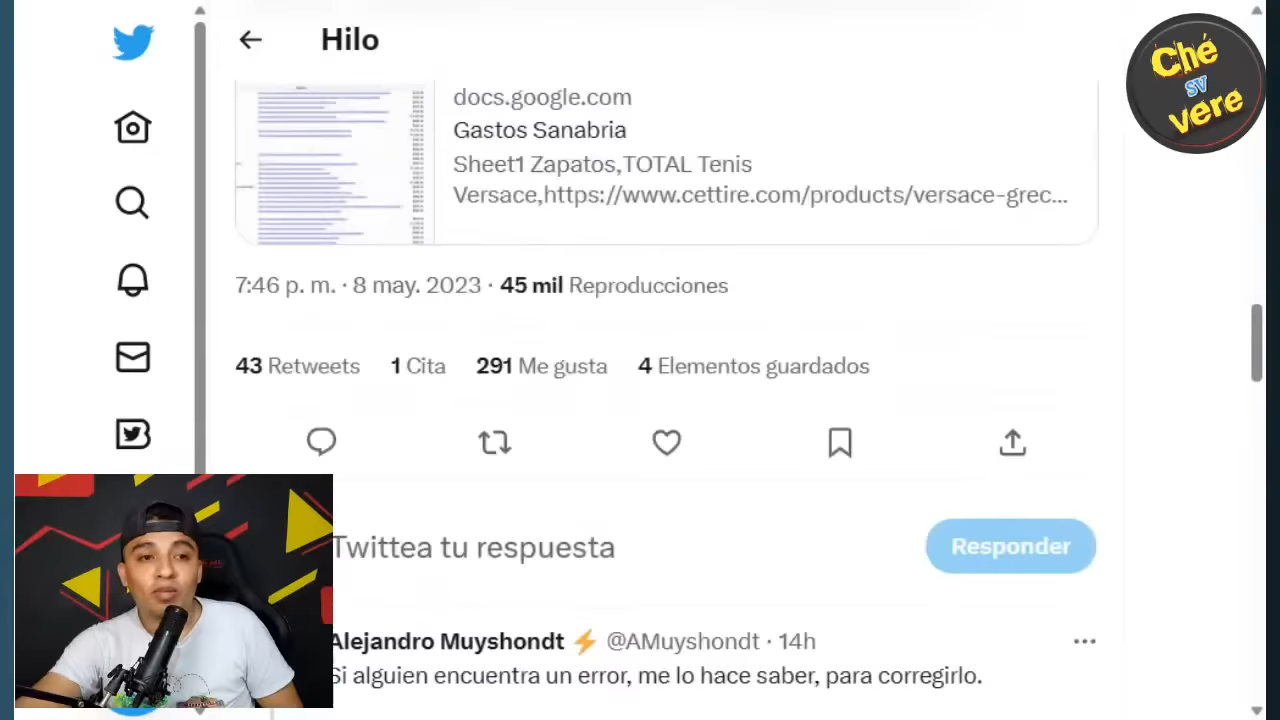 Hilo
Ché
sv
vere
docs.google.com
Gastos Sanabria
Sheet1 Zapatos,TOTAL Tenis
Versace,https://www.cettire.com/products/versace-grec...
7:46 p. m. · 8 may. 2023 · 45 mil Reproducciones
43 Retweets 1 Cita 291 Me gusta 4 Elementos guardados
Twittea tu respuesta
Responder
Alejandro Muyshondt ⚡ @AMuyshondt · 14h
Si alguien encuentra un error, me lo hace saber, para corregirlo.